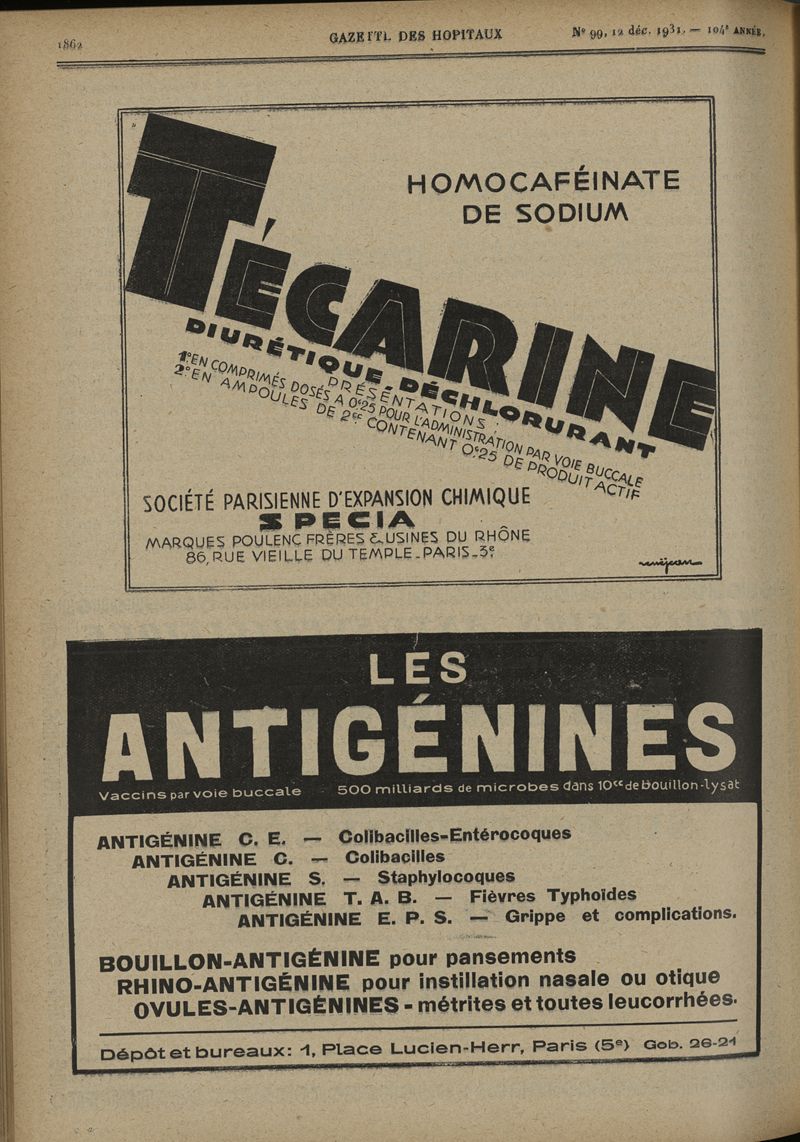 1862
GAZETTE DES HOPITAUX
Nº 99, 12 déc. 1931. — 104ᵉ ANNÉE.
HOMOCAFÉINATE
DE SODIUM
TÉCARINE
DIURÉTIQUE-DÉCHLORURANT
PRÉSENTATIONS:
1º EN COMPRIMÉS DOSÉS A 0ᵍ25 POUR L'ADMINISTRATION PAR VOIE BUCCALE
2º EN AMPOULES DE 2ᶜᶜ CONTENANT 0ᵍ25 DE PRODUIT ACTIF
SOCIÉTÉ PARISIENNE D'EXPANSION CHIMIQUE
SPECIA
MARQUES POULENC FRÈRES & USINES DU RHÔNE
86, RUE VIEILLE DU TEMPLE - PARIS - 3ᵉ
LES
ANTIGÉNINES
Vaccins par voie buccale - 500 milliards de microbes dans 10ᶜᶜ de bouillon-lysat
ANTIGÉNINE C. E. — Colibacilles-Entérocoques
ANTIGÉNINE C. — Colibacilles
ANTIGÉNINE S. — Staphylocoques
ANTIGÉNINE T. A. B. — Fièvres Typhoïdes
ANTIGÉNINE E. P. S. — Grippe et complications.
BOUILLON-ANTIGÉNINE pour pansements
RHINO-ANTIGÉNINE pour instillation nasale ou otique
OVULES-ANTIGÉNINES - métrites et toutes leucorrhées.
Dépôt et bureaux: 1, Place Lucien-Herr, Paris (5ᵉ) Gob. 26-21